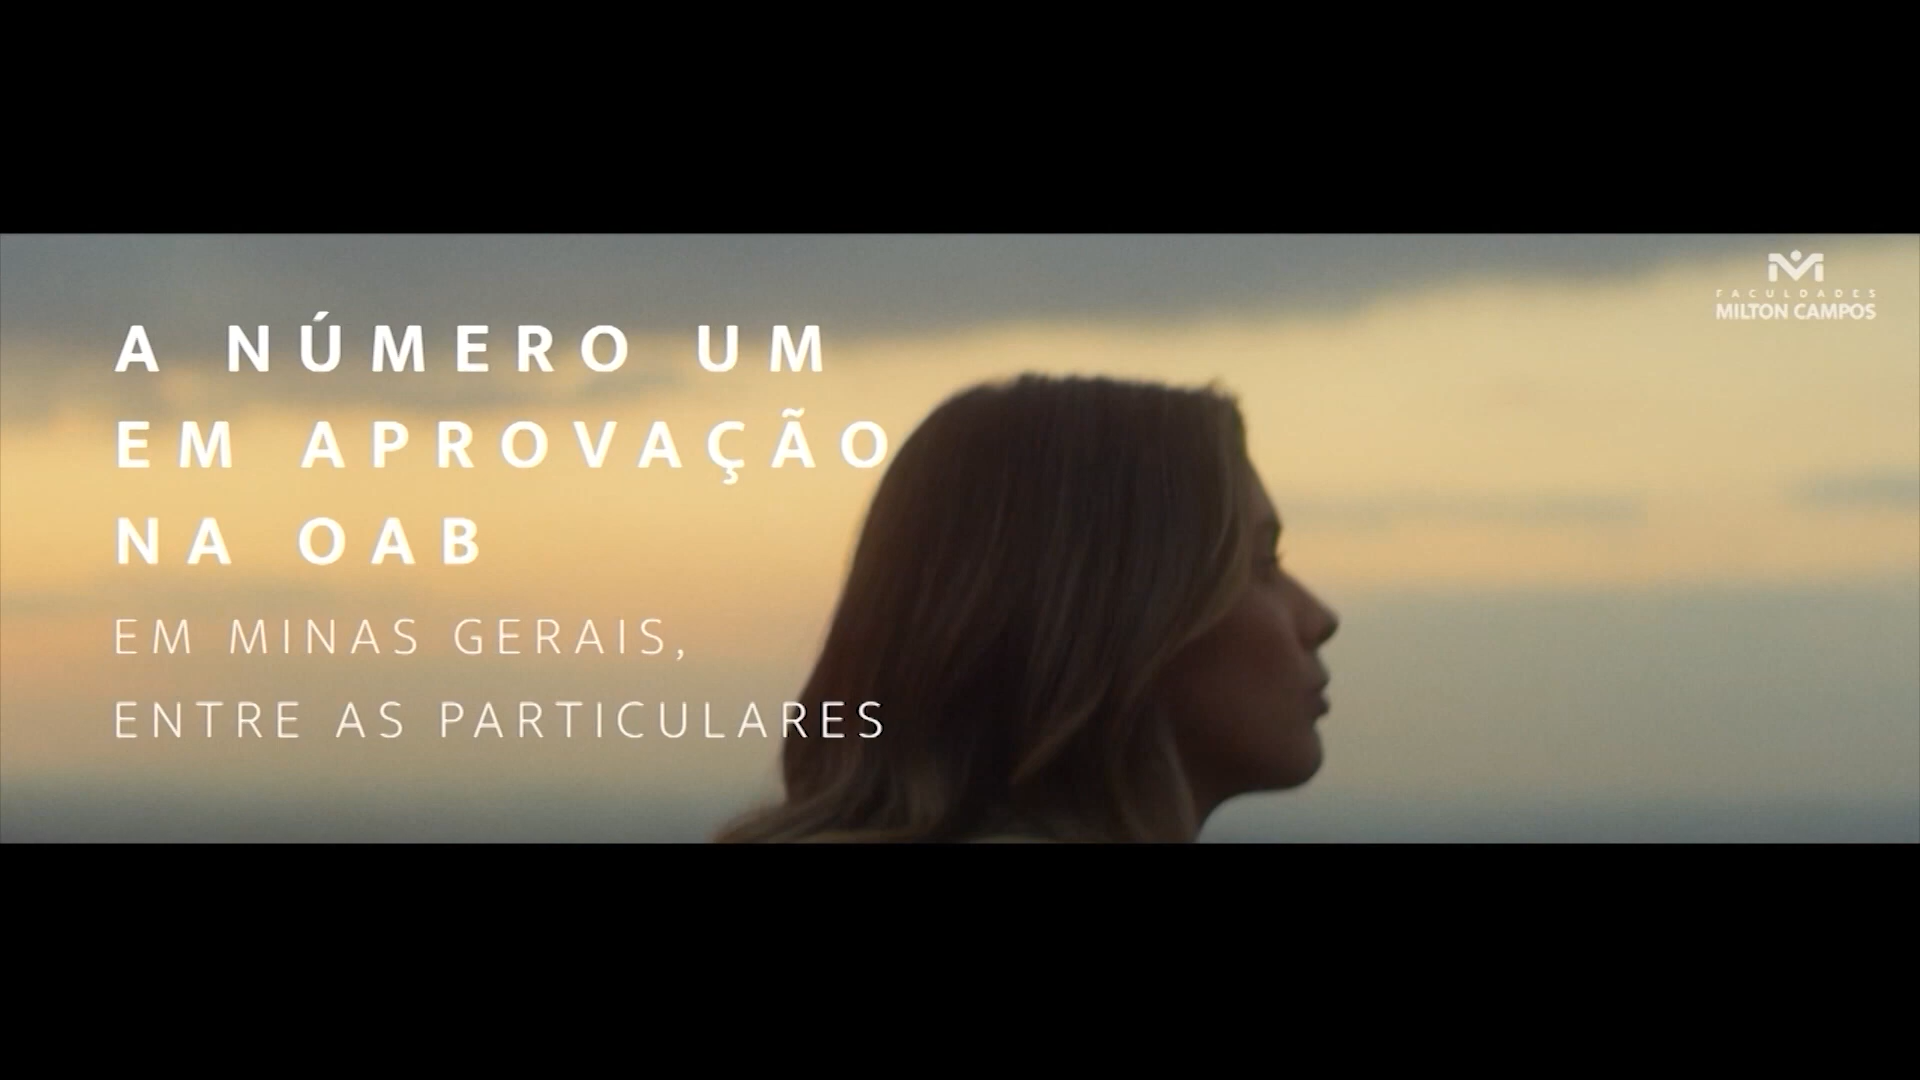 FACULDADES
MILTON CAMPOS
A NÚMERO UM
EM APROVAÇÃO
NA OAB
EM MINAS GERAIS,
ENTRE AS PARTICULARES